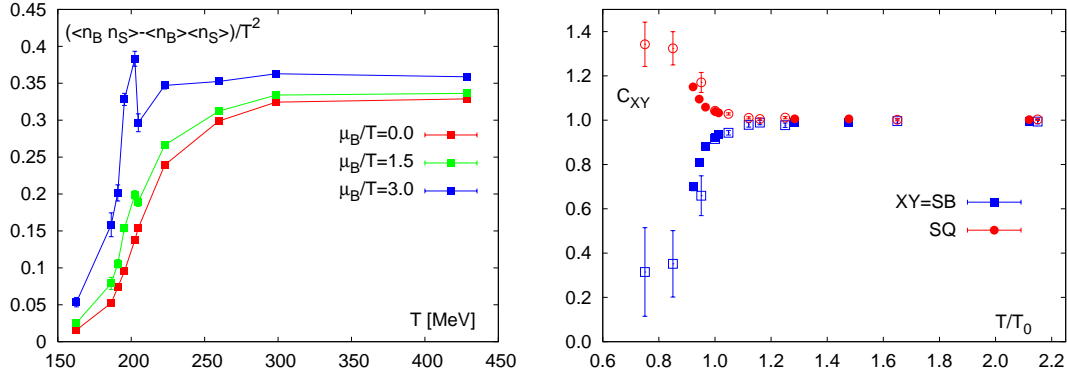 0.45
0.4
0.35
0.3
0.25
0.2
0.15
0.1
0.05
0
150 200 250 300 350 400 450
(<n_B n_S>-<n_B><n_S>)/T^2
μ_B/T=0.0
μ_B/T=1.5
μ_B/T=3.0
T [MeV]
1.4
1.2
1.0
0.8
0.6
0.4
0.2
0.0
0.6 0.8 1.0 1.2 1.4 1.6 1.8 2.0 2.2
C_XY
XY=SB
SQ
T/T_0